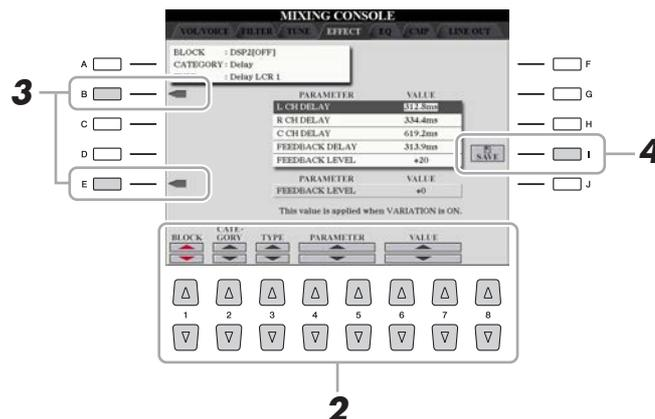 MIXING CONSOLE
VOL/VOICE FILTER TUNE EFFECT EQ CMP LINE OUT
BLOCK : DSP2[OFF]
CATEGORY : Delay
: Delay LCR 1
A
F
3
B
G
PARAMETER VALUE
L CH DELAY 312.8ms
R CH DELAY 334.4ms
C CH DELAY 619.2ms
FEEDBACK DELAY 313.9ms
FEEDBACK LEVEL +20
C
H
D
SAVE
I
4
PARAMETER VALUE
FEEDBACK LEVEL +0
E
J
This value is applied when VARIATION is ON.
BLOCK CATE-GORY TYPE PARAMETER VALUE
1 2 3 4 5 6 7 8
2